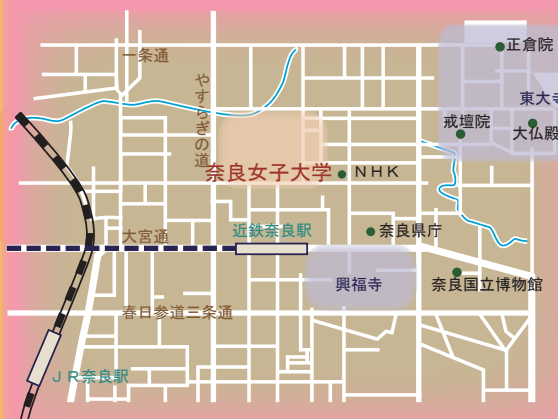 正倉院
一条通
やすらぎの道
東大寺
戒壇院
大仏殿
奈良女子大学
ＮＨＫ
大宮通
近鉄奈良駅
奈良県庁
興福寺
奈良国立博物館
春日参道三条通
ＪＲ奈良駅